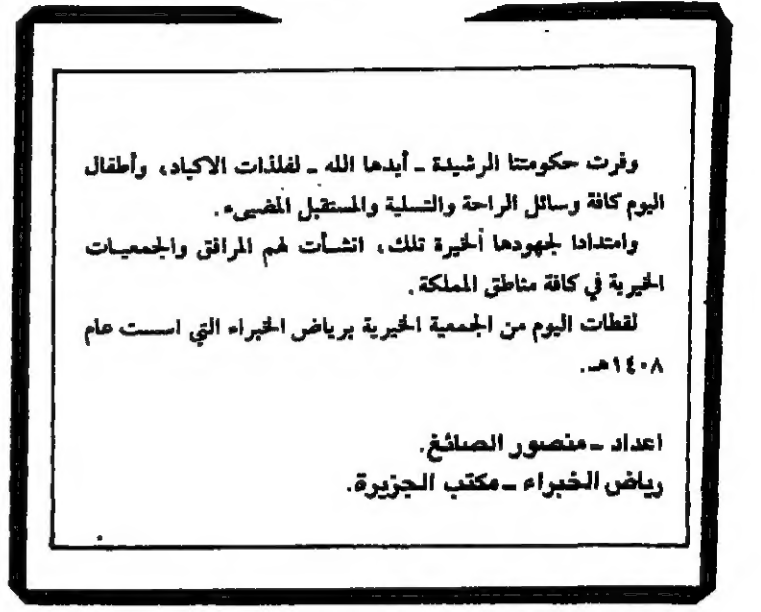 وفرت حكومتنا الرشيدة ـ أيدها الله ـ لفلذات الاكباد، وأطفال
اليوم كافة وسائل الراحة والتسلية والمستقبل المضيىء.
وامتدادا لجهودها الخيرة تلك، انشأت لهم المرافق والجمعيات
الخيرية في كافة مناطق المملكة.
لقطات اليوم من الجمعية الخيرية برياض الخبراء التي اسست عام
١٤٠٨هـ.
اعداد ـ منصور الصائغ.
رياض الخبراء ـ مكتب الجزيرة.